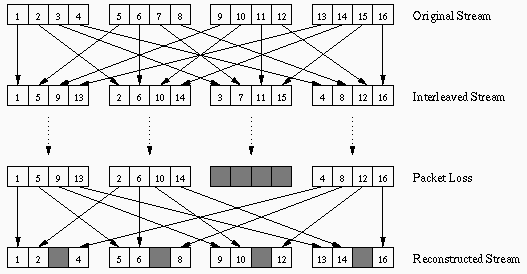 1 2 3 4 5 6 7 8 9 10 11 12 13 14 15 16 Original Stream
1 5 9 13 2 6 10 14 3 7 11 15 4 8 12 16 Interleaved Stream
1 5 9 13 2 6 10 14 4 8 12 16 Packet Loss
1 2 4 5 6 8 9 10 12 13 14 16 Reconstructed Stream